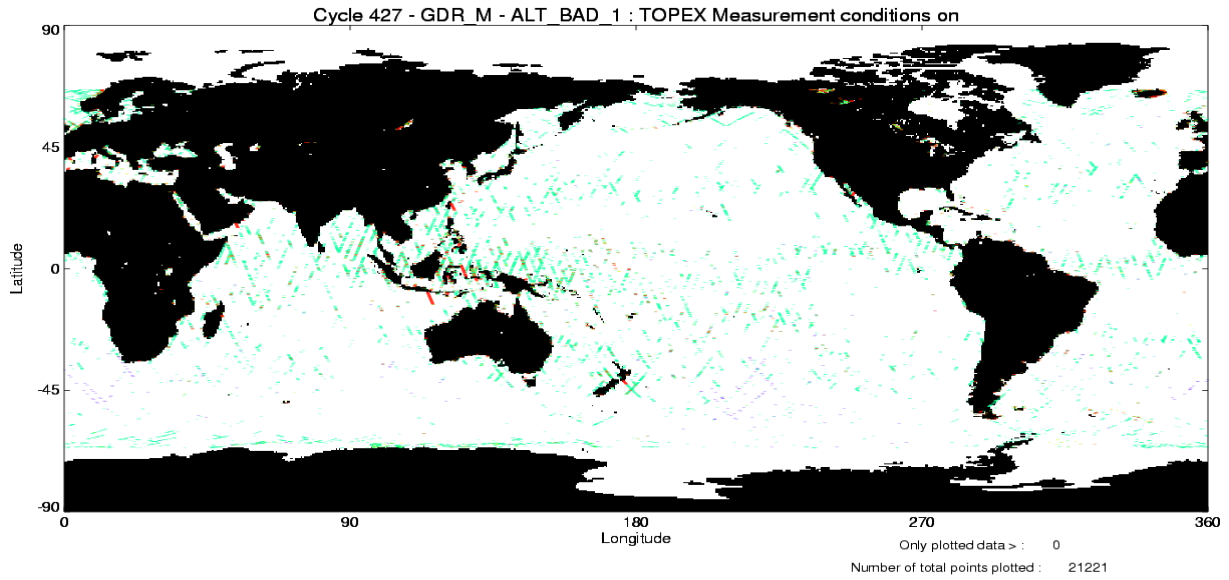 Cycle 427 - GDR_M - ALT_BAD_1 : TOPEX Measurement conditions on
90
45
0
-45
-90
Latitude
0 90 180 270 360
Longitude
Only plotted data > : 0
Number of total points plotted : 21221